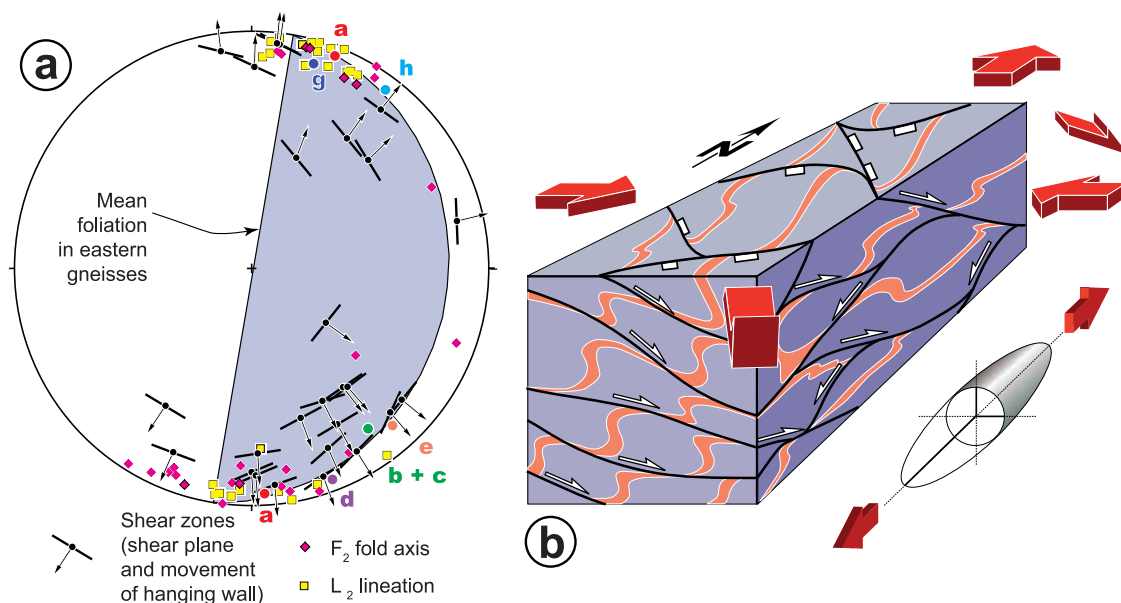 a
a
g
h
Mean
foliation
in eastern
gneisses
e
b + c
d
a
Shear zones
(shear plane
and movement
of hanging wall)
F2 fold axis
L2 lineation
N
b